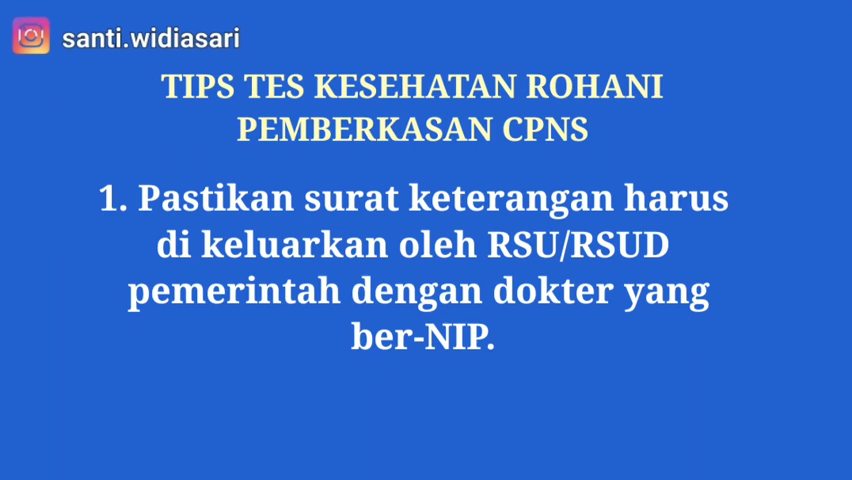 santi.widiasari
TIPS TES KESEHATAN ROHANI
PEMBERKASAN CPNS
1. Pastikan surat keterangan harus
di keluarkan oleh RSU/RSUD
pemerintah dengan dokter yang
ber-NIP.